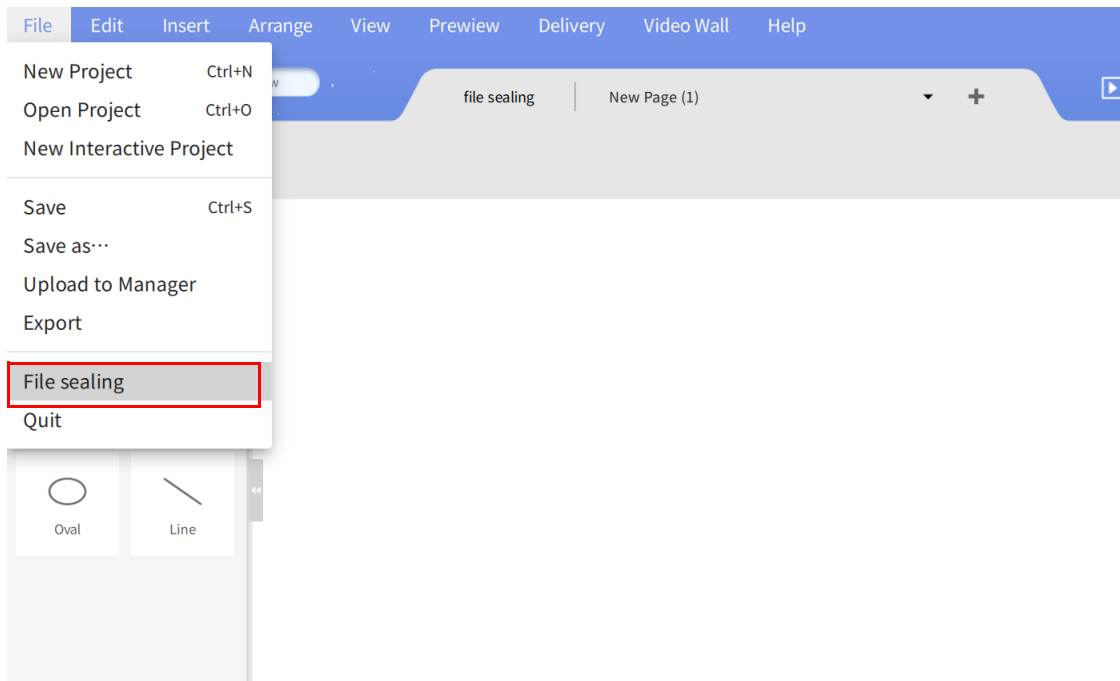 File Edit Insert Arrange View Prewiew Delivery Video Wall Help
New Project Ctrl+N
file sealing New Page (1)
Open Project Ctrl+O
New Interactive Project
Save Ctrl+S
Save as···
Upload to Manager
Export
File sealing
Quit
Oval Line